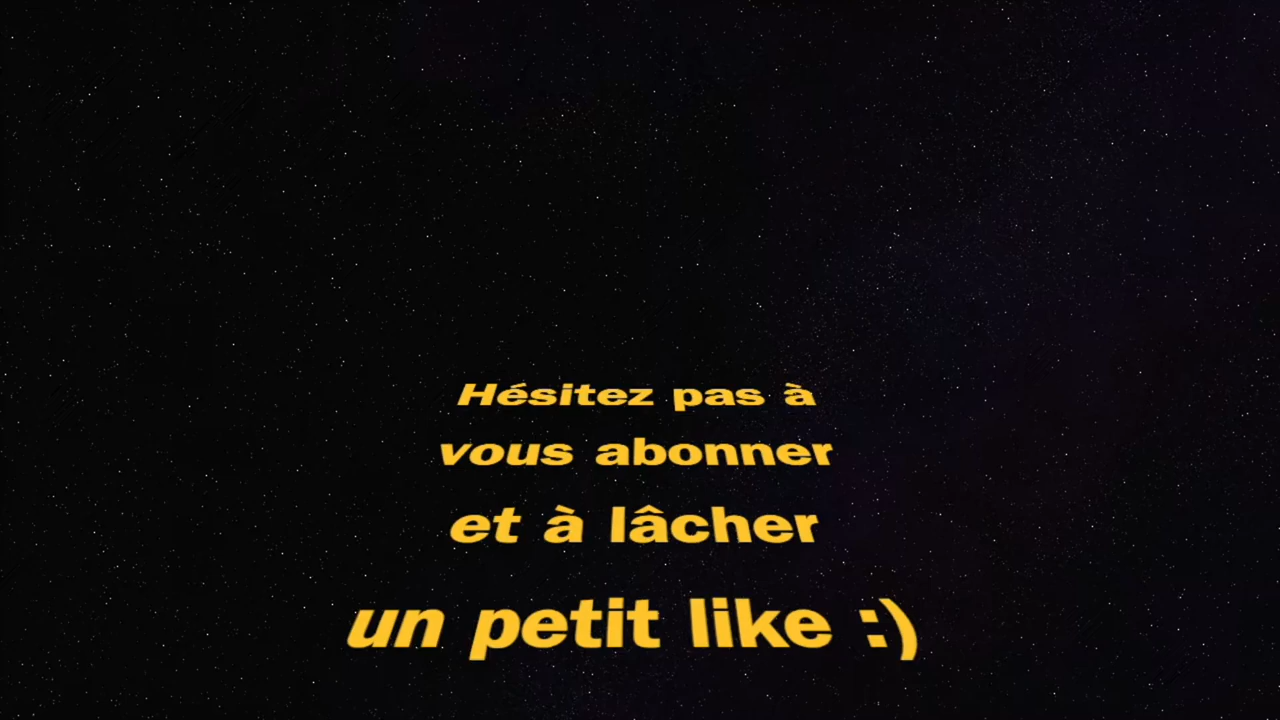 Hésitez pas à
vous abonner
et à lâcher
un petit like :)